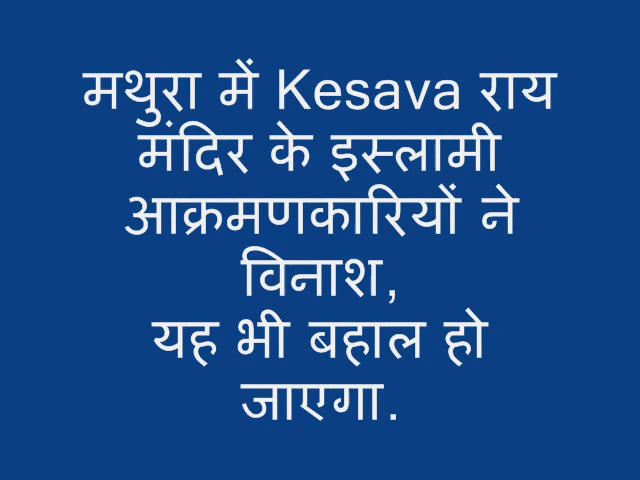 मथुरा में Kesava राय
मंदिर के इस्लामी
आक्रमणकारियों ने
विनाश,
यह भी बहाल हो
जाएगा.